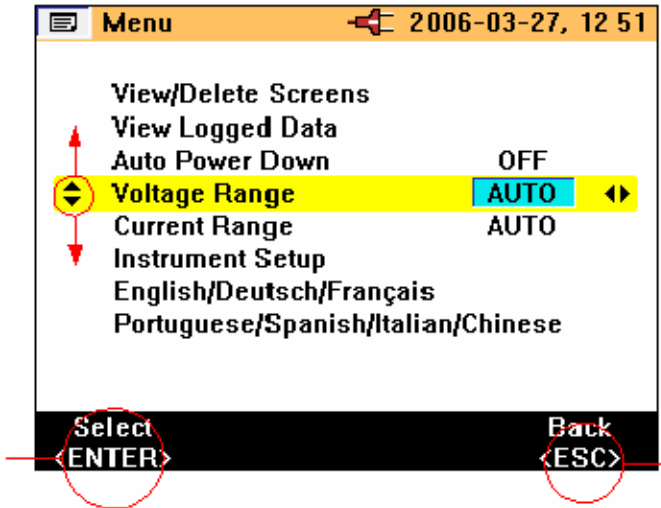 Menu 2006-03-27, 12 51
View/Delete Screens
View Logged Data
Auto Power Down OFF
Voltage Range AUTO
Current Range AUTO
Instrument Setup
English/Deutsch/Français
Portuguese/Spanish/Italian/Chinese
Select Back
<ENTER> <ESC>